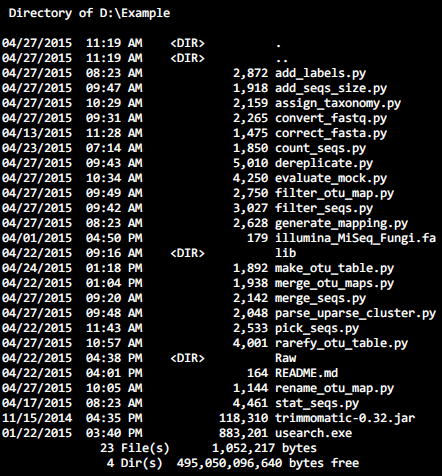 Directory of D:\Example

04/27/2015  11:19 AM    <DIR>          .
04/27/2015  11:19 AM    <DIR>          ..
04/27/2015  08:23 AM             2,872 add_labels.py
04/27/2015  09:47 AM             1,918 add_seqs_size.py
04/27/2015  10:29 AM             2,159 assign_taxonomy.py
04/27/2015  09:31 AM             2,265 convert_fastq.py
04/13/2015  11:28 AM             1,475 correct_fasta.py
04/23/2015  07:14 AM             1,850 count_seqs.py
04/27/2015  09:43 AM             5,010 dereplicate.py
04/27/2015  10:34 AM             4,250 evaluate_mock.py
04/27/2015  09:49 AM             2,750 filter_otu_map.py
04/27/2015  09:42 AM             3,027 filter_seqs.py
04/27/2015  08:23 AM             2,628 generate_mapping.py
04/01/2015  04:50 PM               179 illumina_MiSeq_Fungi.fa
04/22/2015  09:16 AM    <DIR>          lib
04/24/2015  01:18 PM             1,892 make_otu_table.py
04/22/2015  01:04 PM             1,938 merge_otu_maps.py
04/27/2015  09:20 AM             2,142 merge_seqs.py
04/27/2015  09:48 AM             2,048 parse_uparse_cluster.py
04/22/2015  11:43 AM             2,533 pick_seqs.py
04/27/2015  10:57 AM             4,001 rarefy_otu_table.py
04/22/2015  04:38 PM    <DIR>          Raw
04/22/2015  04:01 PM               164 README.md
04/27/2015  10:05 AM             1,144 rename_otu_map.py
04/17/2015  08:23 AM             4,461 stat_seqs.py
11/15/2014  04:35 PM           118,310 trimmomatic-0.32.jar
01/22/2015  03:40 PM           883,201 usearch.exe
23 File(s)      1,052,217 bytes
4 Dir(s)  495,050,096,640 bytes free